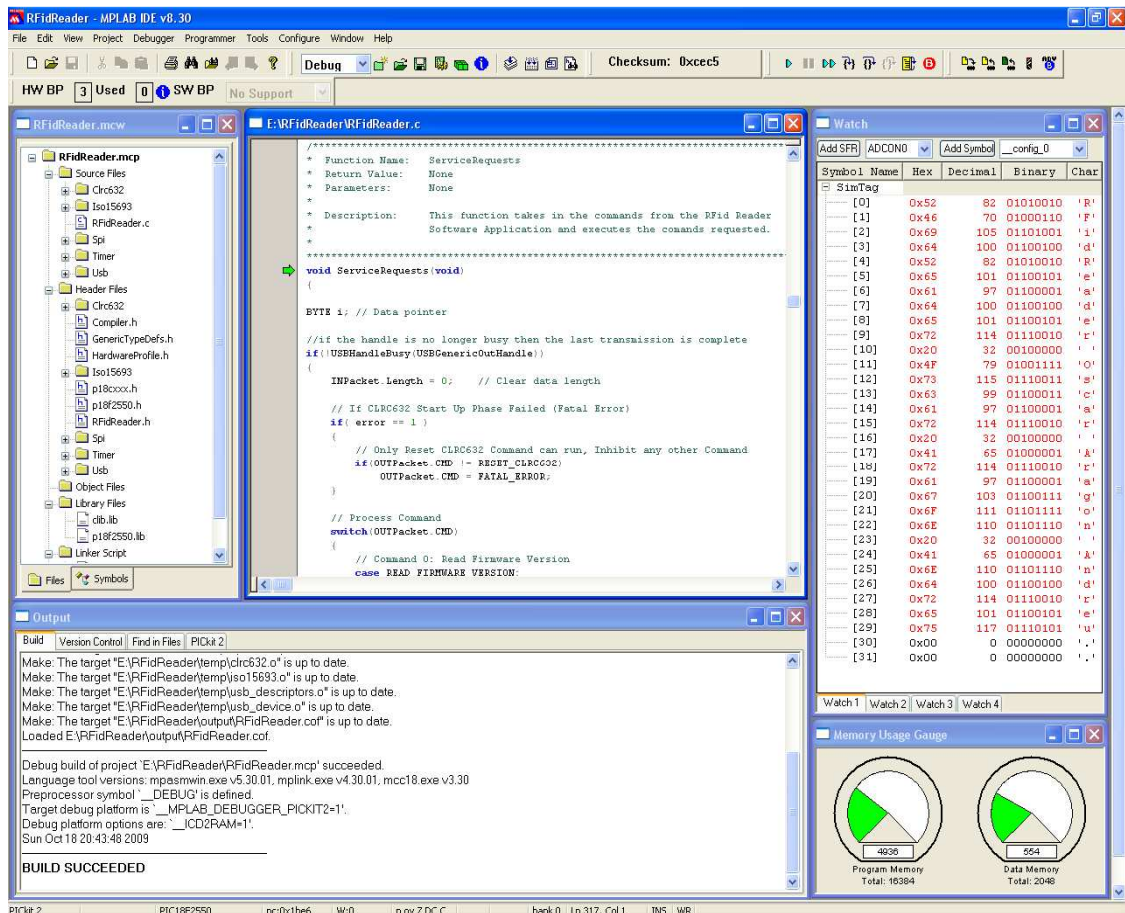 RFidReader - MPLAB IDE v8.30
File Edit View Project Debugger Programmer Tools Configure Window Help
Debug Checksum: 0xcec5
HW BP 3 Used 0 SW BP No Support
RFidReader.mcw
RFidReader.mcp
Source Files
Clrc632
Iso15693
RFidReader.c
Spi
Timer
Usb
Header Files
Clrc632
Compiler.h
GenericTypeDefs.h
HardwareProfile.h
Iso15693
p18cxxx.h
p18f2550.h
RFidReader.h
Spi
Timer
Usb
Object Files
Library Files
clib.lib
p18f2550.lib
Linker Script
Files Symbols
E:\RFidReader\RFidReader.c
* Function Name: ServiceRequests
* Return Value: None
* Parameters: None
*
* Description: This function takes in the commands from the RFid Reader
* Software Application and executes the comands requested.
*
void ServiceRequests(void)
{
BYTE i; // Data pointer
//if the handle is no longer busy then the last transmission is complete
if(!USBHandleBusy(USBGenericOutHandle))
{
INPacket.Length = 0; // Clear data length
// If CLRC632 Start Up Phase Failed (Fatal Error)
if( error == 1 )
{
// Only Reset CLRC632 Command can run, Inhibit any other Command
if(OUTPacket.CMD != RESET_CLRC632)
OUTPacket.CMD = FATAL_ERROR;
}
// Process Command
switch(OUTPacket.CMD)
{
// Command 0: Read Firmware Version
case READ_FIRMWARE_VERSION:
Watch
Add SFR ADCON0 Add Symbol __config_0
Symbol Name Hex Decimal Binary Char
SimTag
[0] 0x52 82 01010010 'R'
[1] 0x46 70 01000110 'F'
[2] 0x69 105 01101001 'i'
[3] 0x64 100 01100100 'd'
[4] 0x52 82 01010010 'R'
[5] 0x65 101 01100101 'e'
[6] 0x61 97 01100001 'a'
[7] 0x64 100 01100100 'd'
[8] 0x65 101 01100101 'e'
[9] 0x72 114 01110010 'r'
[10] 0x20 32 00100000 ' '
[11] 0x4F 79 01001111 'O'
[12] 0x73 115 01110011 's'
[13] 0x63 99 01100011 'c'
[14] 0x61 97 01100001 'a'
[15] 0x72 114 01110010 'r'
[16] 0x20 32 00100000 ' '
[17] 0x41 65 01000001 'A'
[18] 0x72 114 01110010 'r'
[19] 0x61 97 01100001 'a'
[20] 0x67 103 01100111 'g'
[21] 0x6F 111 01101111 'o'
[22] 0x6E 110 01101110 'n'
[23] 0x20 32 00100000 ' '
[24] 0x41 65 01000001 'A'
[25] 0x6E 110 01101110 'n'
[26] 0x64 100 01100100 'd'
[27] 0x72 114 01110010 'r'
[28] 0x65 101 01100101 'e'
[29] 0x75 117 01110101 'u'
[30] 0x00 0 00000000 '.'
[31] 0x00 0 00000000 '.'
Watch 1 Watch 2 Watch 3 Watch 4
Output
Build Version Control Find in Files PICkit 2
Make: The target "E:\RFidReader\temp\clrc632.o" is up to date.
Make: The target "E:\RFidReader\temp\iso15693.o" is up to date.
Make: The target "E:\RFidReader\temp\usb_descriptors.o" is up to date.
Make: The target "E:\RFidReader\temp\usb_device.o" is up to date.
Make: The target "E:\RFidReader\output\RFidReader.cof" is up to date.
Loaded E:\RFidReader\output\RFidReader.cof.
Debug build of project `E:\RFidReader\RFidReader.mcp' succeeded.
Language tool versions: mpasmwin.exe v5.30.01, mplink.exe v4.30.01, mcc18.exe v3.30
Preprocessor symbol `__DEBUG' is defined.
Target debug platform is `__MPLAB_DEBUGGER_PICKIT2=1'.
Debug platform options are: `__ICD2RAM=1'.
Sun Oct 18 20:43:48 2009
BUILD SUCCEEDED
Memory Usage Gauge
4936
Program Memory
Total: 16384
554
Data Memory
Total: 2048
PICkit 2 PIC18F2550 pc:0x1be6 W:0 n ov Z DC C bank 0 Ln 317, Col 1 INS WR